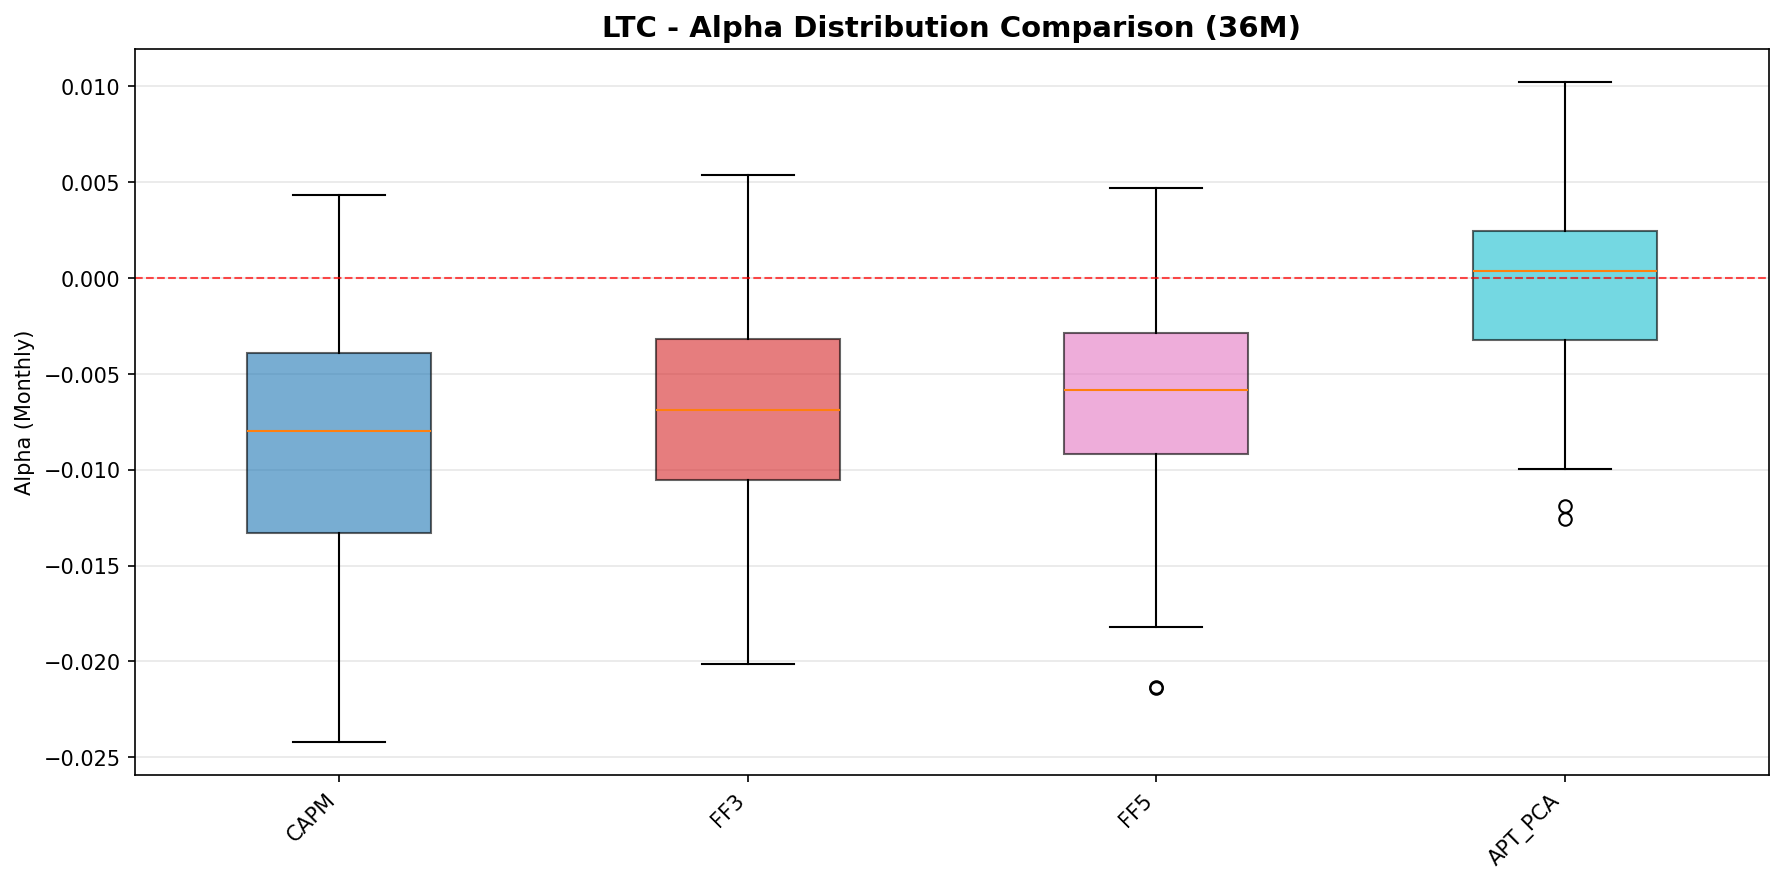 LTC - Alpha Distribution Comparison (36M)
Alpha (Monthly)
0.010
0.005
0.000
−0.005
−0.010
−0.015
−0.020
−0.025
CAPM
FF3
FF5
APT_PCA